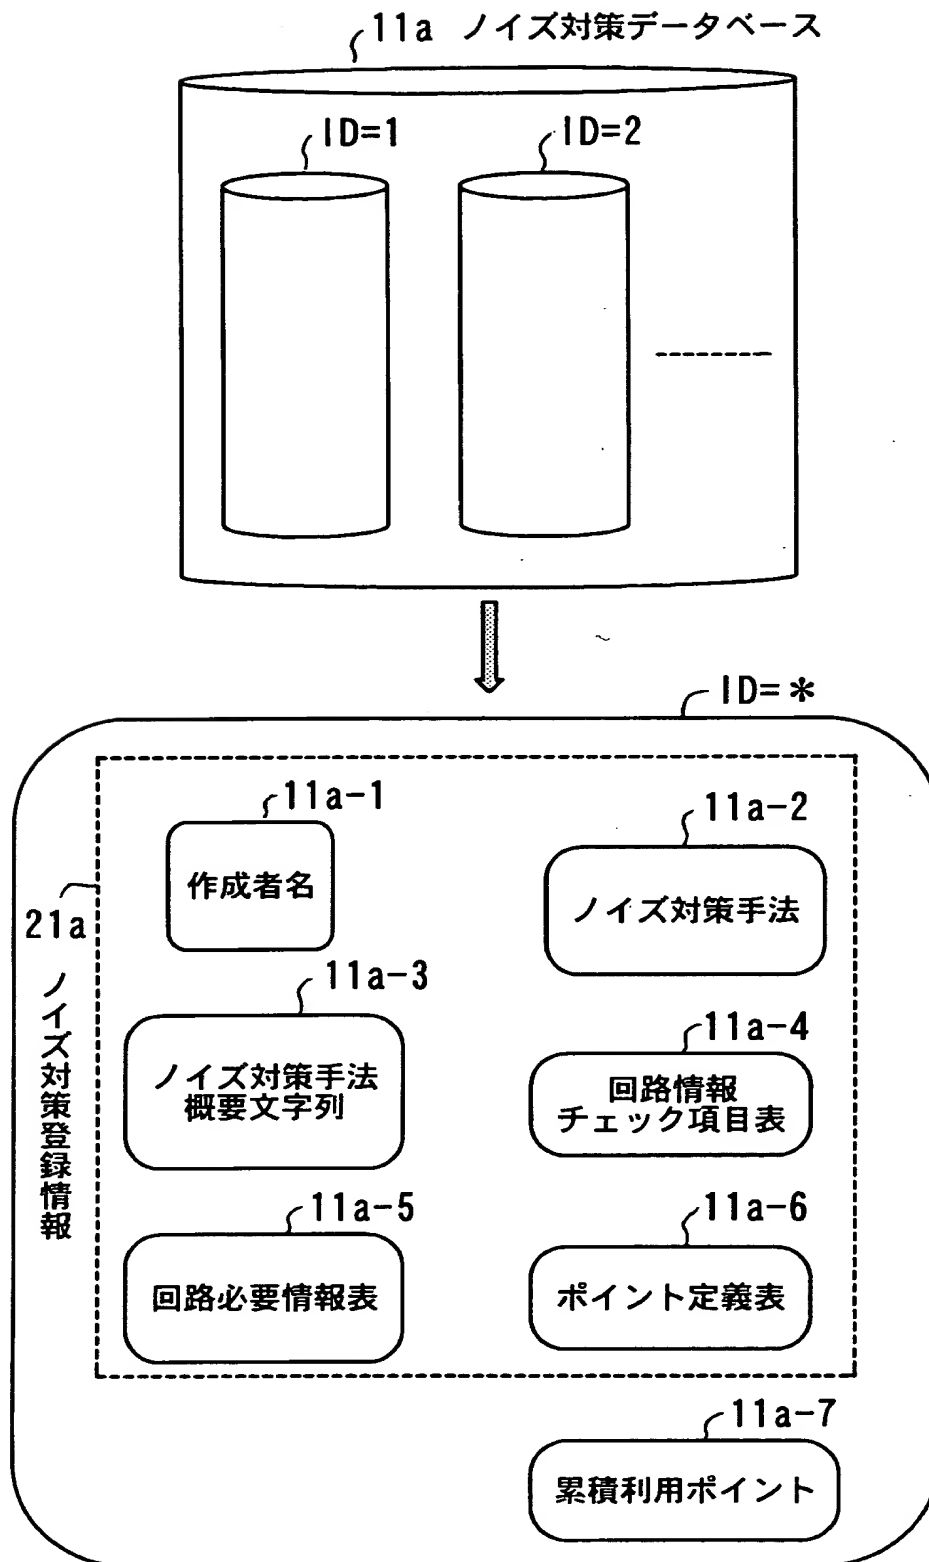 11a ノイズ対策データベース
ID=1
ID=2
ID=*
11a-1
作成者名
11a-2
ノイズ対策手法
21a ノイズ対策登録情報
11a-3
ノイズ対策手法
概要文字列
11a-4
回路情報
チェック項目表
11a-5
回路必要情報表
11a-6
ポイント定義表
11a-7
累積利用ポイント